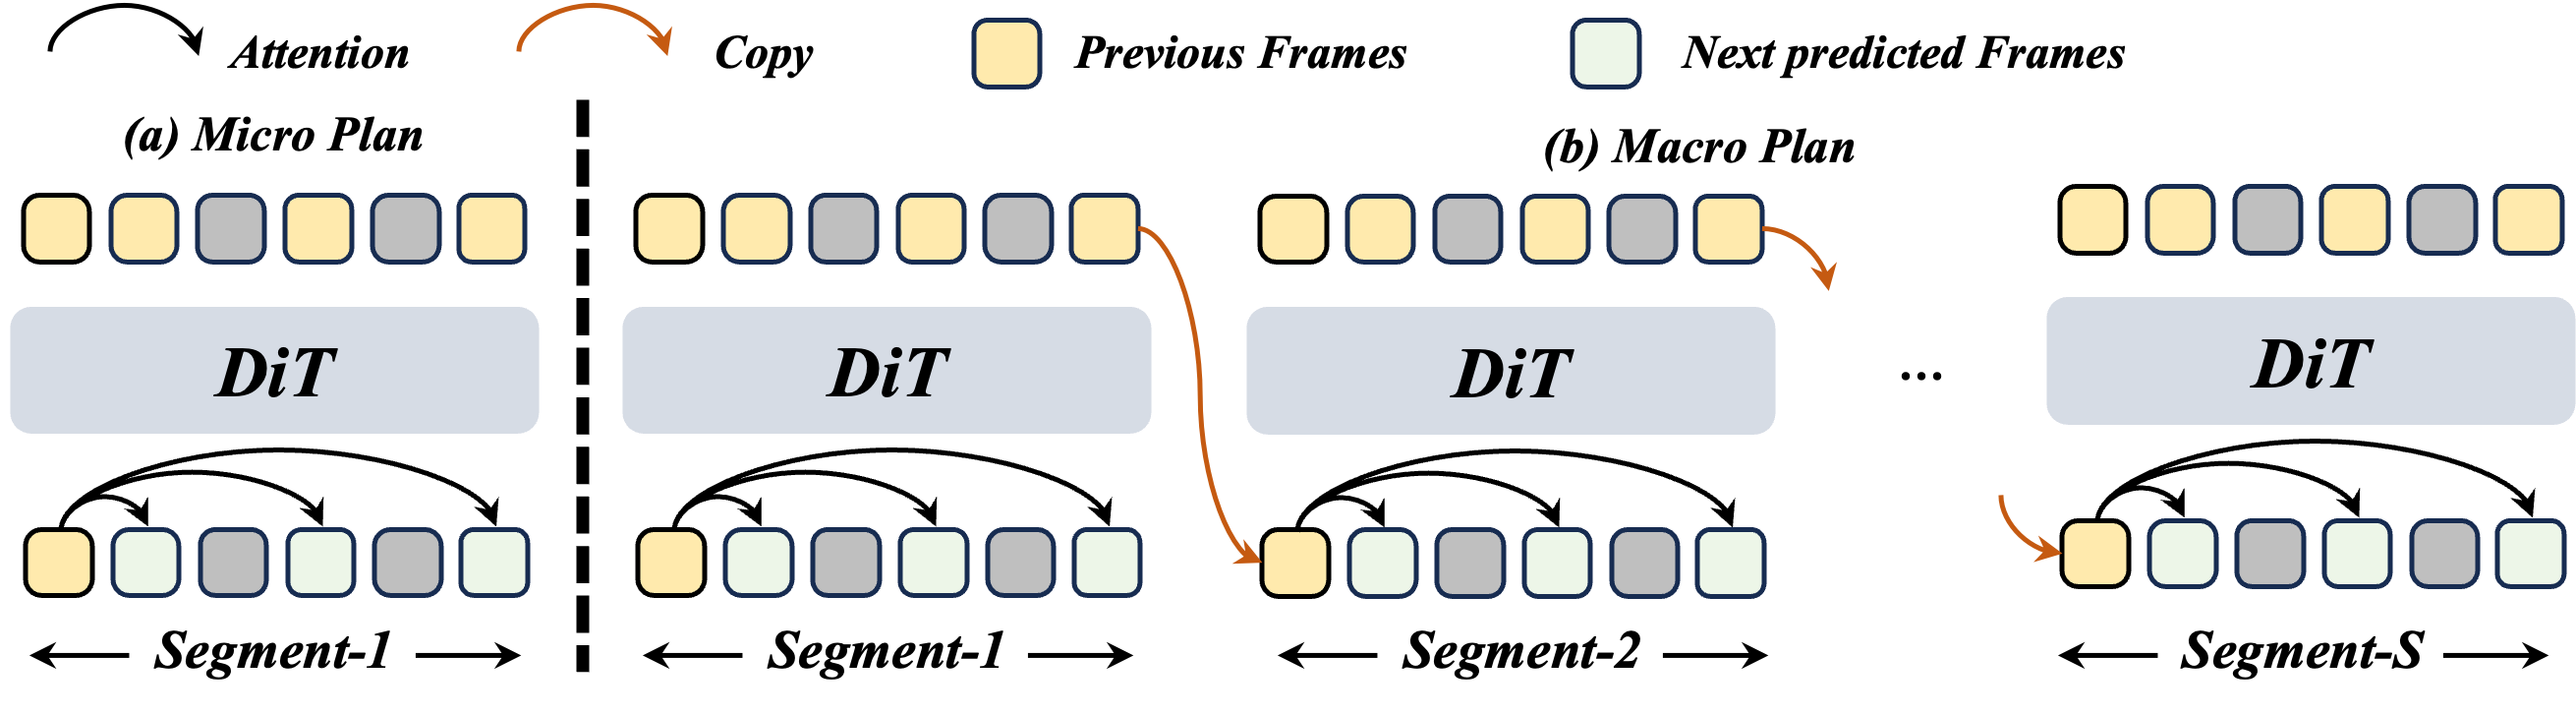 Attention
Copy
Previous Frames
Next predicted Frames
(a) Micro Plan
(b) Macro Plan
DiT
DiT
DiT
...
DiT
Segment-1
Segment-1
Segment-2
Segment-S